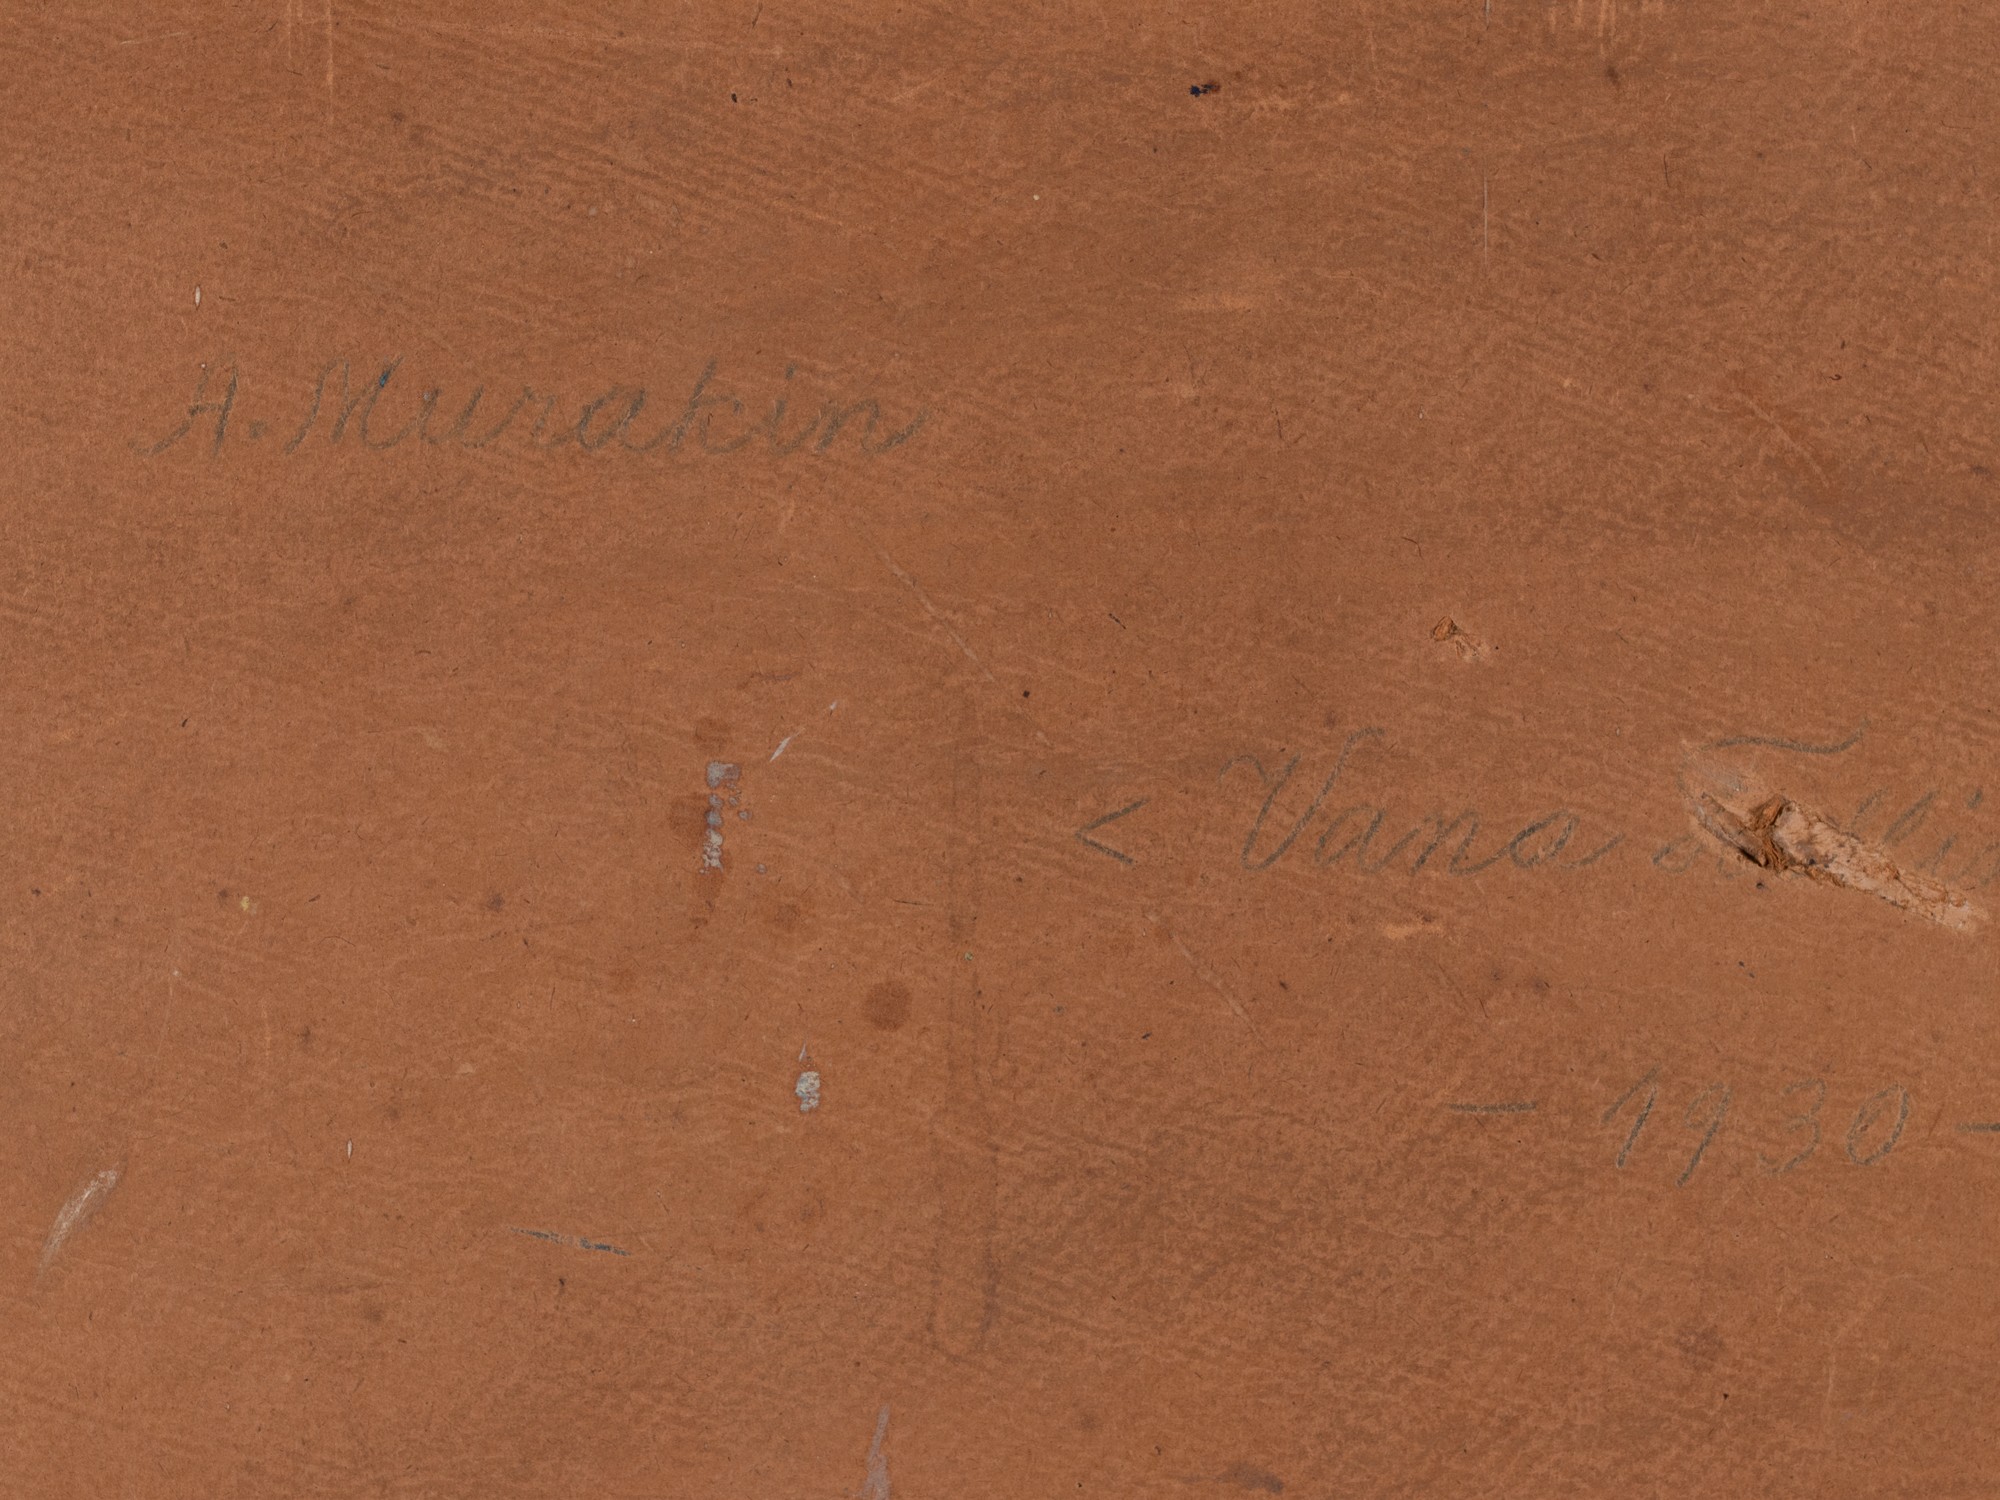 A. Murakin
< Vana
- 1930 -